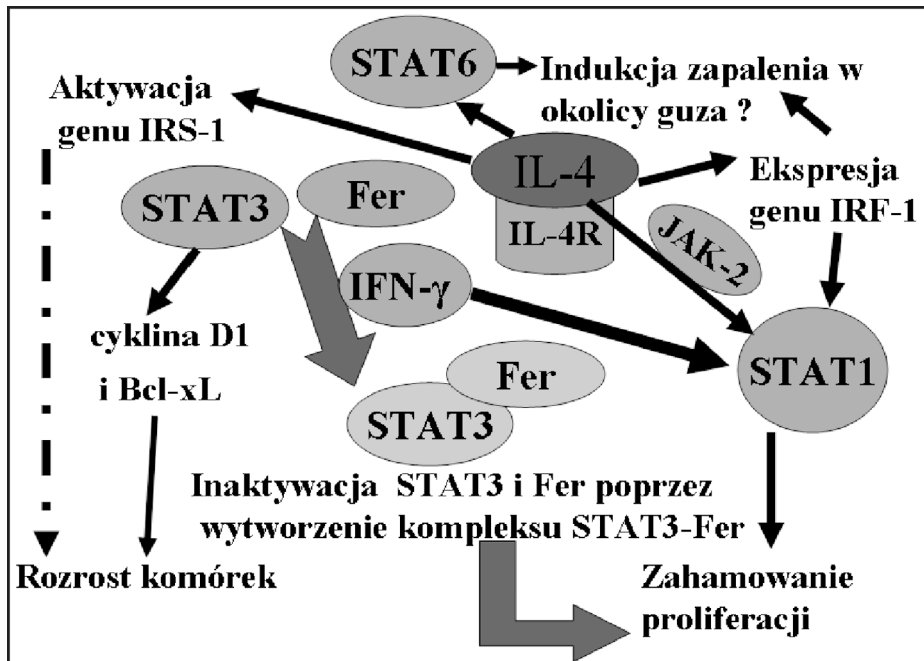 STAT6
Indukcja zapalenia w
okolicy guza ?
Aktywacja
genu IRS-1
IL-4
IL-4R
Ekspresja
genu IRF-1
STAT3
Fer
JAK-2
IFN-γ
cyklina D1
i Bcl-xL
Fer
STAT3
STAT1
Inaktywacja STAT3 i Fer poprzez
wytworzenie kompleksu STAT3-Fer
Rozrost komórek
Zahamowanie
proliferacji